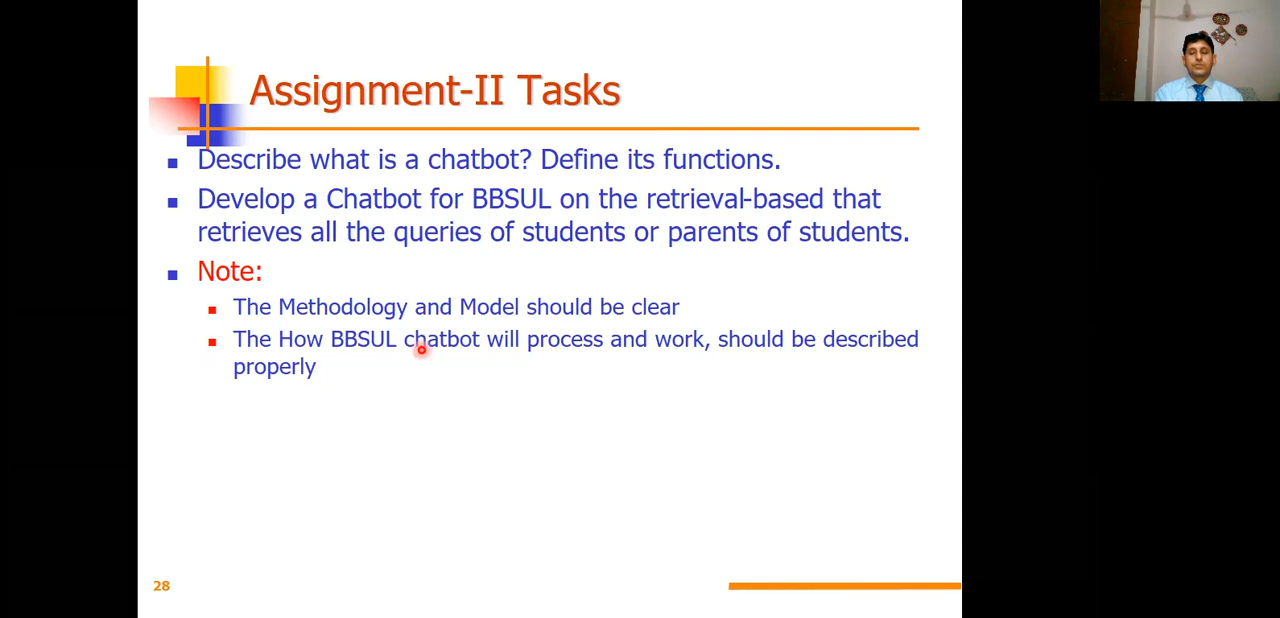 Assignment-II Tasks
Describe what is a chatbot? Define its functions.
Develop a Chatbot for BBSUL on the retrieval-based that
retrieves all the queries of students or parents of students.
Note:
The Methodology and Model should be clear
The How BBSUL chatbot will process and work, should be described
properly
28